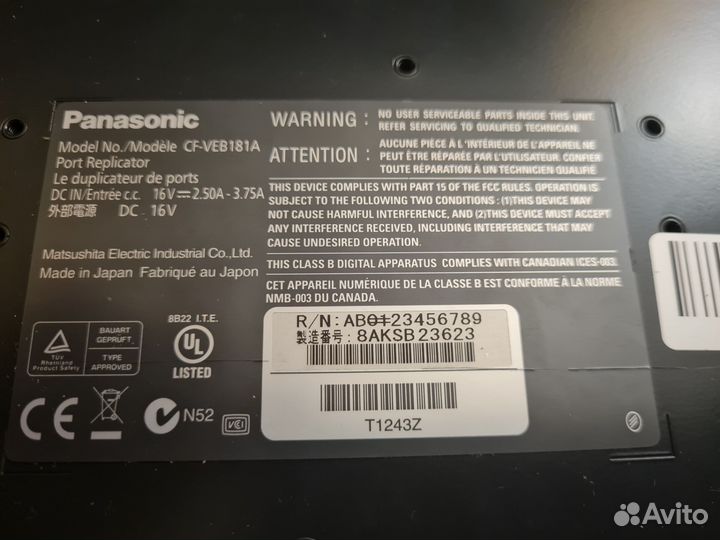 Panasonic
Model No./Modèle CF-VEB181A
Port Replicator
Le duplicateur de ports
DC IN/Entrée c.c. 16V⎓2.50A - 3.75A
外部電源 DC 16V
Matsushita Electric Industrial Co.,Ltd.
Made in Japan Fabriqué au Japon
WARNING : NO USER SERVICEABLE PARTS INSIDE THIS UNIT.
REFER SERVICING TO QUALIFIED TECHNICIAN.
ATTENTION : AUCUNE PIÈCE À L'INTÉRIEUR DE L'APPAREIL NE
PEUT ÊTRE RÉPARÉE PAR L'UTILISATEUR. CONFIER
TOUTE RÉPARATION À UN TECHNICIEN QUALIFIÉ
THIS DEVICE COMPLIES WITH PART 15 OF THE FCC RULES. OPERATION IS
SUBJECT TO THE FOLLOWING TWO CONDITIONS : (1)THIS DEVICE MAY
NOT CAUSE HARMFUL INTERFERENCE, AND (2)THIS DEVICE MUST ACCEPT
ANY INTERFERENCE RECEIVED, INCLUDING INTERFERENCE THAT MAY
CAUSE UNDESIRED OPERATION.
THIS CLASS B DIGITAL APPARATUS COMPLIES WITH CANADIAN ICES-003.
CET APPAREIL NUMÉRIQUE DE LA CLASSE B EST CONFORME À LA NORME
NMB-003 DU CANADA.
TÜV
Rheinland
Product Safety
BAUART
GEPRÜFT
TYPE
APPROVED
8B22 I.T.E.
UL
LISTED
CE
N52
VCI
R/N: AB0123456789
製造番号: 8AKSB23623
T1243Z
Avito